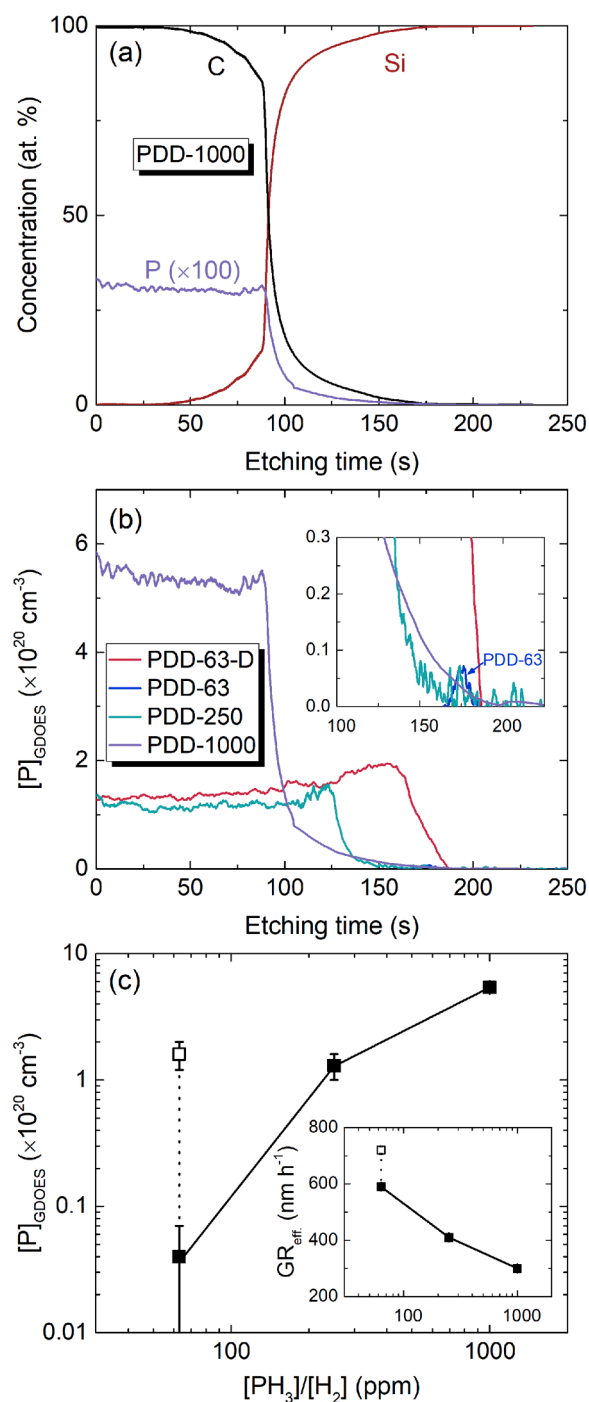 (a)
C
Si
PDD-1000
P (×100)
100
50
0
Concentration (at. %)
0 50 100 150 200 250
Etching time (s)
(b)
6
4
2
0
[P]GDOES (×10²⁰ cm⁻³)
PDD-63-D
PDD-63
PDD-250
PDD-1000
0.3
0.2
0.1
0.0
PDD-63
100 150 200
0 50 100 150 200 250
Etching time (s)
(c)
10
1
0.1
0.01
[P]GDOES (×10²⁰ cm⁻³)
800
600
400
200
GReff. (nm h⁻¹)
100 1000
100 1000
[PH₃]/[H₂] (ppm)